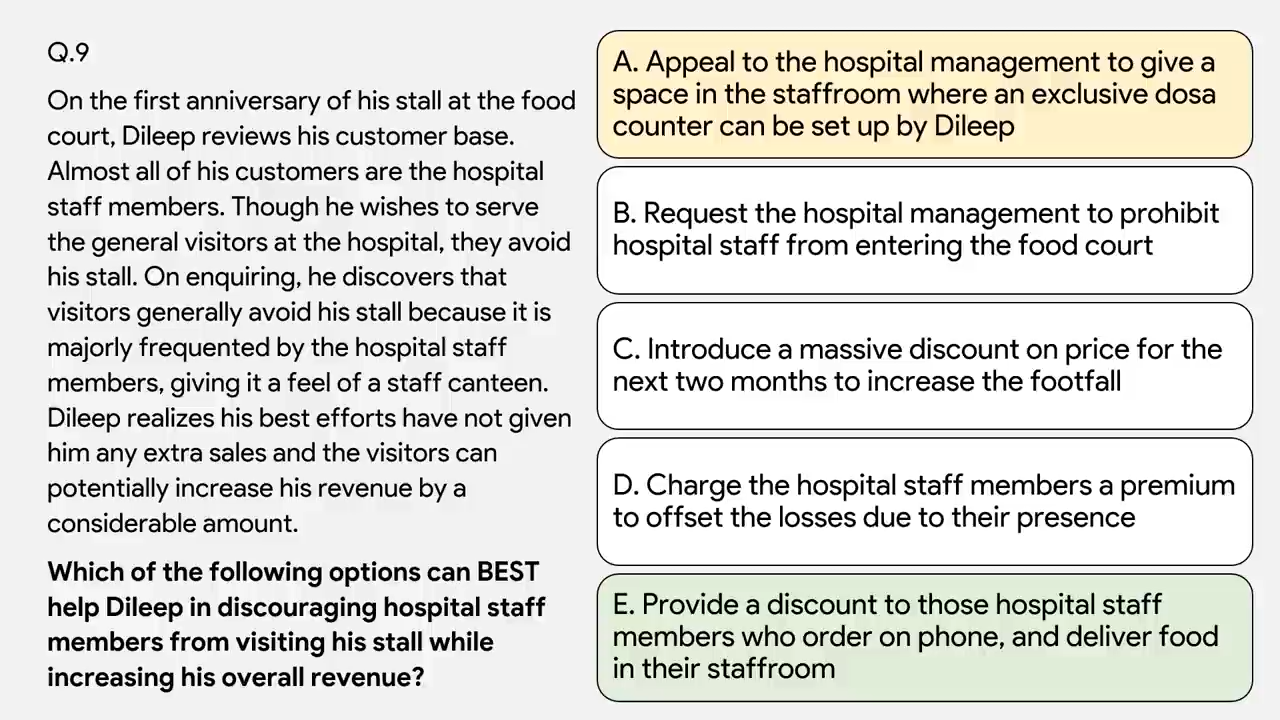 Q.9
On the first anniversary of his stall at the food
court, Dileep reviews his customer base.
Almost all of his customers are the hospital
staff members. Though he wishes to serve
the general visitors at the hospital, they avoid
his stall. On enquiring, he discovers that
visitors generally avoid his stall because it is
majorly frequented by the hospital staff
members, giving it a feel of a staff canteen.
Dileep realizes his best efforts have not given
him any extra sales and the visitors can
potentially increase his revenue by a
considerable amount.
Which of the following options can BEST
help Dileep in discouraging hospital staff
members from visiting his stall while
increasing his overall revenue?
A. Appeal to the hospital management to give a
space in the staffroom where an exclusive dosa
counter can be set up by Dileep
B. Request the hospital management to prohibit
hospital staff from entering the food court
C. Introduce a massive discount on price for the
next two months to increase the footfall
D. Charge the hospital staff members a premium
to offset the losses due to their presence
E. Provide a discount to those hospital staff
members who order on phone, and deliver food
in their staffroom